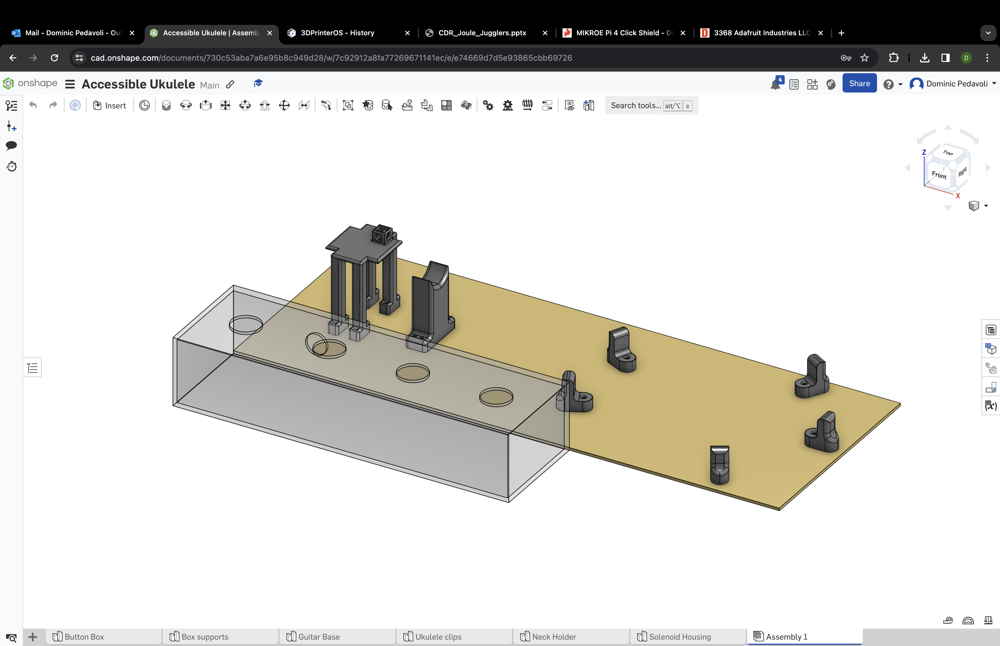 Mail - Dominic Pedavoli - Out
Accessible Ukulele | Assemb
3DPrinterOS - History
CDR_Joule_Jugglers.pptx
MIKROE Pi 4 Click Shield - D
3368 Adafruit Industries LLC
cad.onshape.com/documents/730c53aba7a6e95b8c949d28/w/7c92912a8fa77269671141ec/e/e74669d7d5e93865cbb69726
D
onshape
Accessible Ukulele Main
4
Share
Dominic Pedavoli
Insert
Search tools... alt/⌥ c
Z
Top
Y
Front
Right
X
(x)
Button Box
Box supports
Guitar Base
Ukulele clips
Neck Holder
Solenoid Housing
Assembly 1